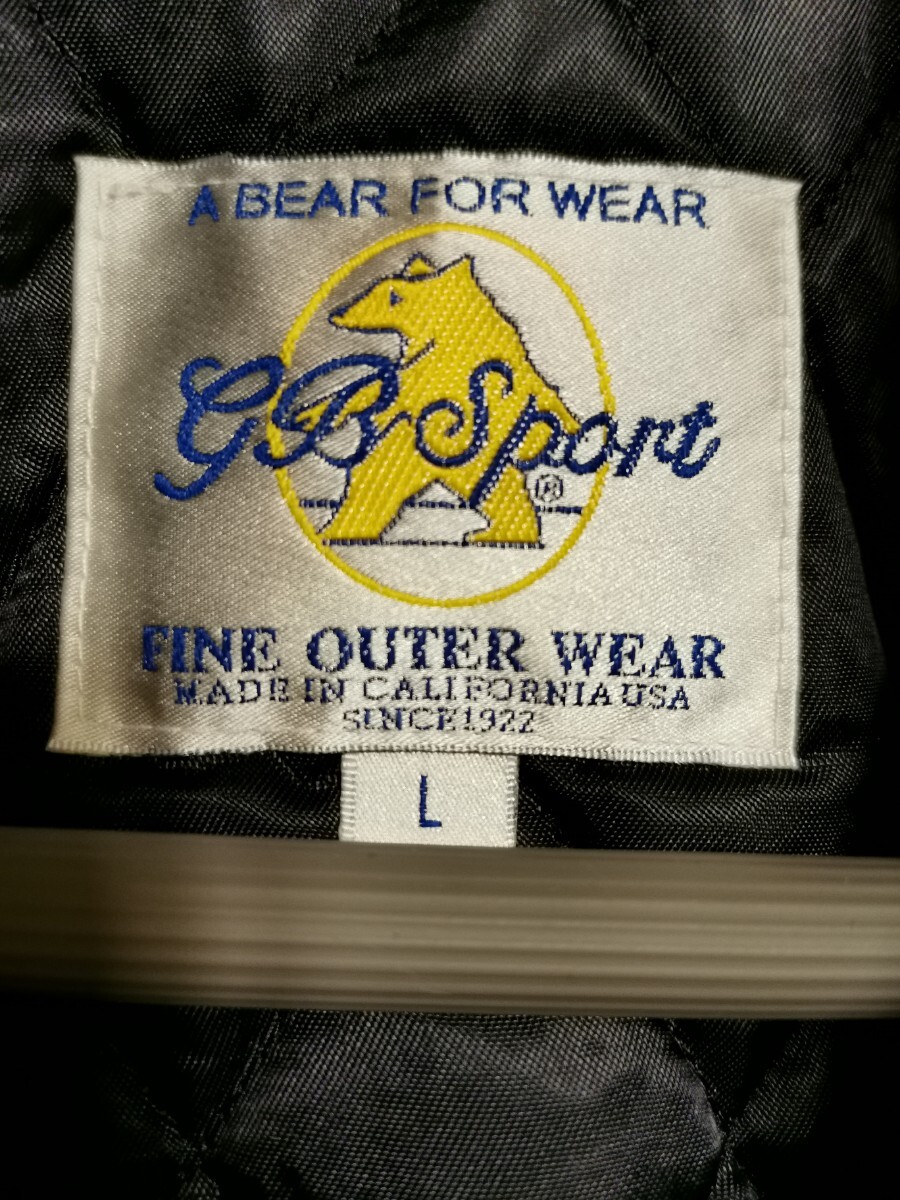 A BEAR FOR WEAR
GB Sport
®
FINE OUTER WEAR
MADE IN CALIFORNIA USA
SINCE 1922
L